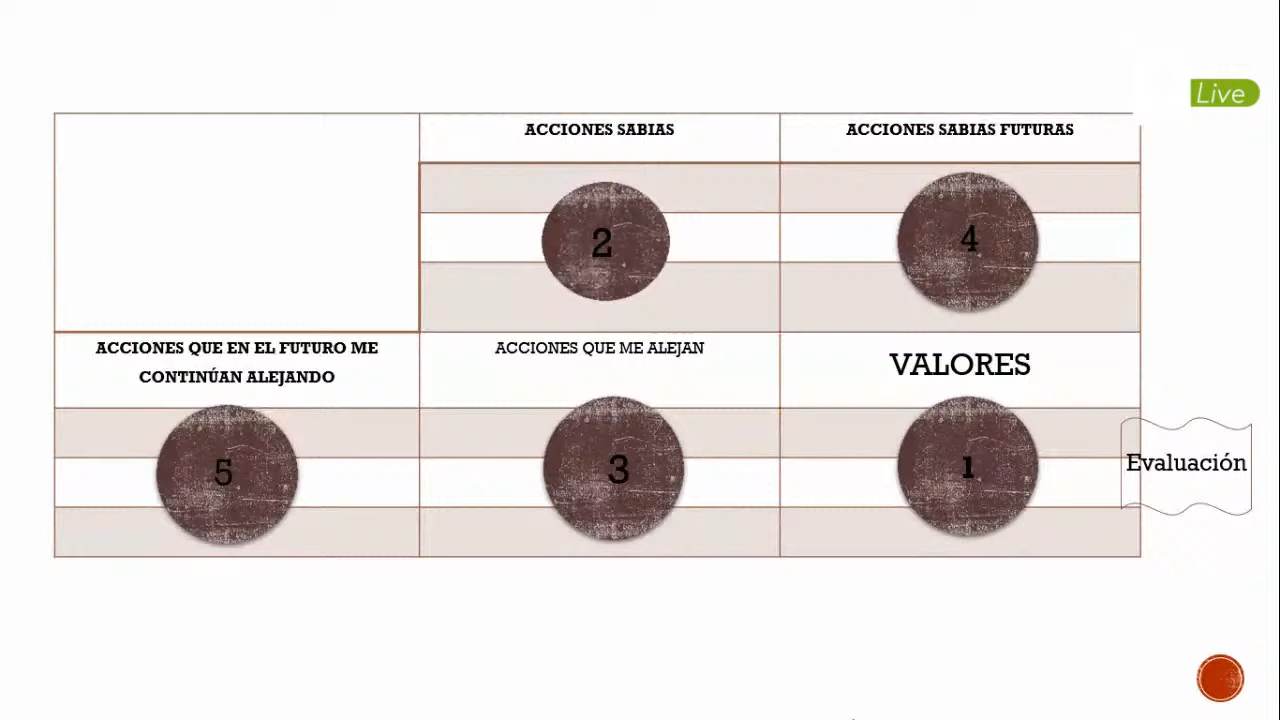 Live
ACCIONES SABIAS
ACCIONES SABIAS FUTURAS
2
4
ACCIONES QUE EN EL FUTURO ME
CONTINÚAN ALEJANDO
ACCIONES QUE ME ALEJAN
VALORES
5
3
1
Evaluación